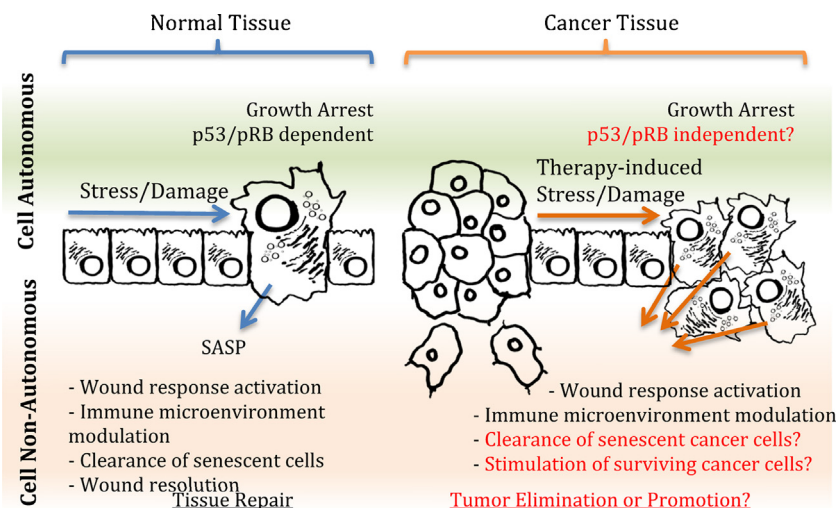 Normal Tissue
Cancer Tissue
Cell Autonomous
Growth Arrest
p53/pRB dependent
Stress/Damage
Growth Arrest
p53/pRB independent?
Therapy-induced
Stress/Damage
Cell Non-Autonomous
SASP
- Wound response activation
- Immune microenvironment
modulation
- Clearance of senescent cells
- Wound resolution
Tissue Repair
- Wound response activation
- Immune microenvironment modulation
- Clearance of senescent cancer cells?
- Stimulation of surviving cancer cells?
Tumor Elimination or Promotion?